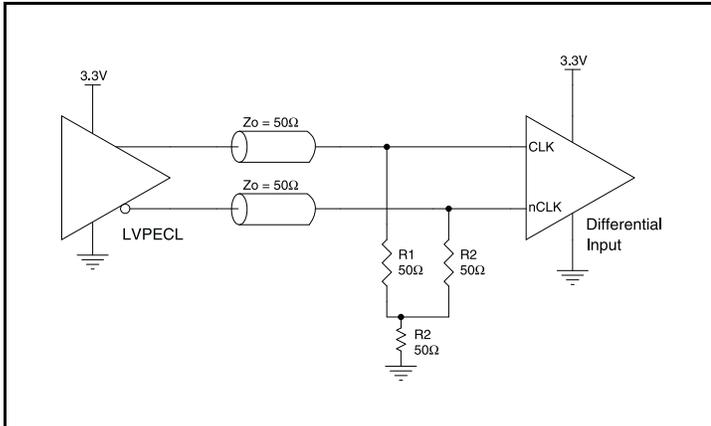 3.3V
3.3V
Zo = 50Ω
CLK
Zo = 50Ω
nCLK
LVPECL
Differential
Input
R1
50Ω
R2
50Ω
R2
50Ω